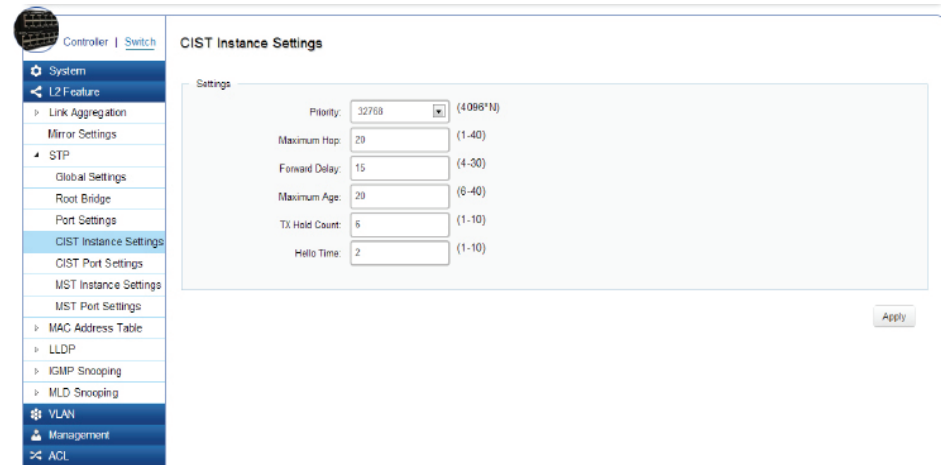 Controller | Switch
CIST Instance Settings
System
L2 Feature
Link Aggregation
Mirror Settings
STP
Global Settings
Root Bridge
Port Settings
CIST Instance Settings
CIST Port Settings
MST Instance Settings
MST Port Settings
MAC Address Table
LLDP
IGMP Snooping
MLD Snooping
VLAN
Management
ACL
Settings
Priority: 32768 (4096*N)
Maximum Hop: 20 (1-40)
Forward Delay: 15 (4-30)
Maximum Age: 20 (6-40)
TX Hold Count: 6 (1-10)
Hello Time: 2 (1-10)
Apply